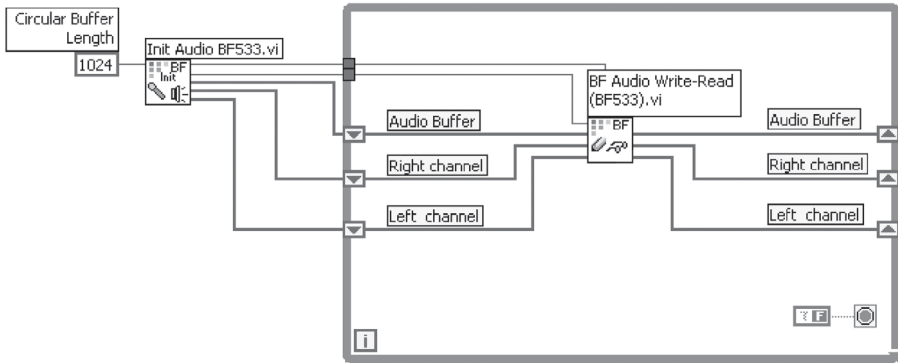 Circular Buffer
Length
1024
Init Audio BF533.vi
BF
Init
BF Audio Write-Read
(BF533).vi
BF
Audio Buffer
Audio Buffer
Right channel
Right channel
Left channel
Left channel
F
i